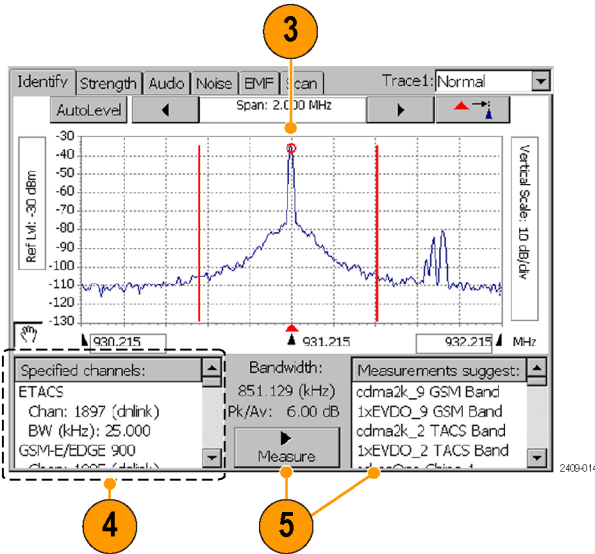 3
Identify Strength Audio Noise EMF Scan Trace1: Normal
AutoLevel Span: 2.000 MHz
-30
-40
-50
-60
-70
-80
-90
-100
-110
-120
-130
Ref Lvl: -30 dBm
Vertical Scale: 10 dB/div
930.215 931.215 932.215 MHz
Specified channels:
ETACS
Chan: 1897 (dnlink)
BW (kHz): 25.000
GSM-E/EDGE 900
Bandwidth:
851.129 (kHz)
Pk/Av: 6.00 dB
Measure
Measurements suggest:
cdma2k_9 GSM Band
1xEVDO_9 GSM Band
cdma2k_2 TACS Band
1xEVDO_2 TACS Band
2409-014
4
5